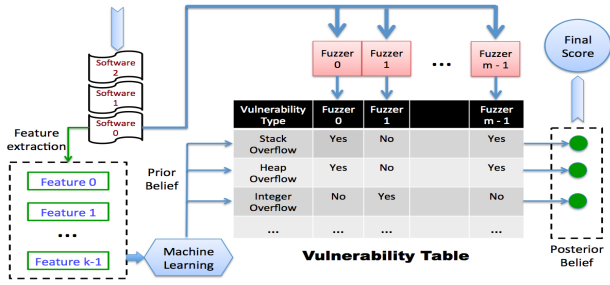 Software
2
Software
1
Software
0
Feature
extraction
Feature 0
Feature 1
...
Feature k-1
Machine
Learning
Prior
Belief
Fuzzer
0
Fuzzer
1
...
Fuzzer
m - 1
Vulnerability Type Fuzzer 0 Fuzzer 1 Fuzzer m - 1
Stack Overflow Yes No Yes
Heap Overflow Yes No Yes
Integer Overflow No Yes No
... ... ... ...
Vulnerability Table
Final
Score
Posterior
Belief